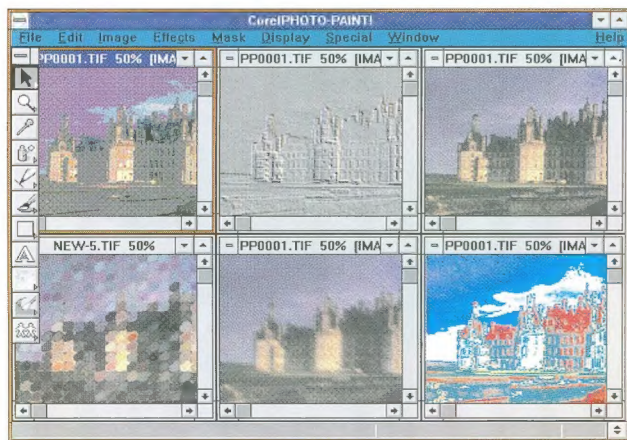 CorelPHOTO-PAINT!
File Edit Image Effects Mask Display Special Window Help
PP0001.TIF 50% [IMA
PP0001.TIF 50% [IMA
PP0001.TIF 50% [IMA
NEW-5.TIF 50%
PP0001.TIF 50% [IMA
PP0001.TIF 50% [IMA
A